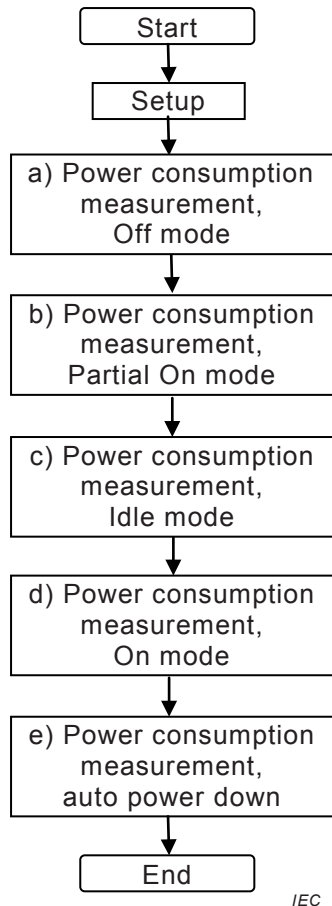 Start
Setup
a) Power consumption
measurement,
Off mode
b) Power consumption
measurement,
Partial On mode
c) Power consumption
measurement,
Idle mode
d) Power consumption
measurement,
On mode
e) Power consumption
measurement,
auto power down
End
IEC